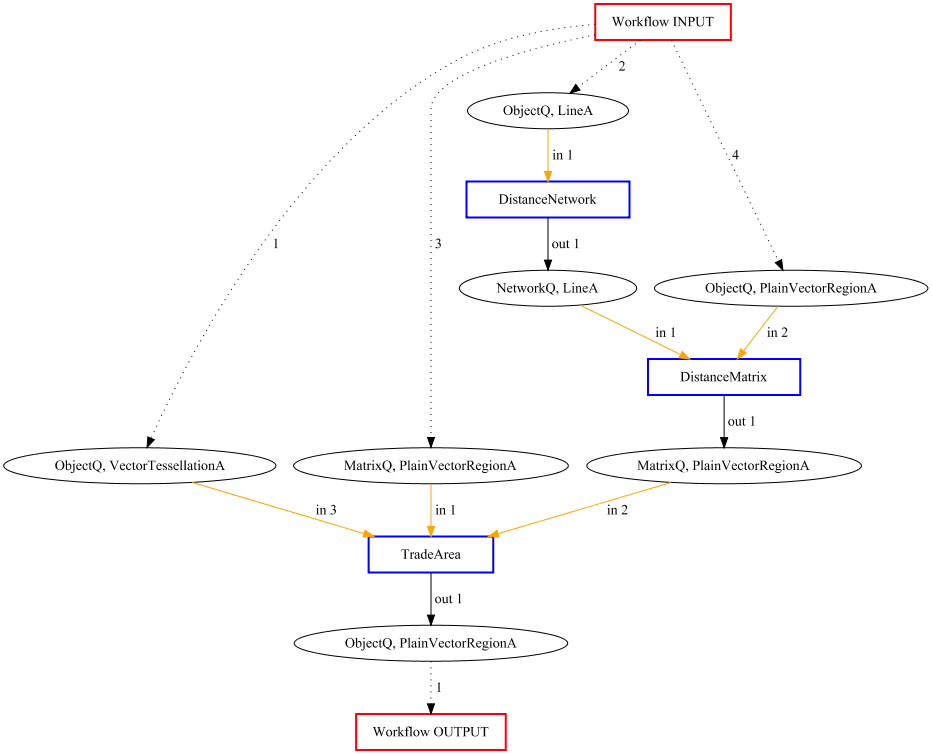 Workflow INPUT
2
ObjectQ, LineA
in 1
4
DistanceNetwork
1
3
out 1
NetworkQ, LineA
ObjectQ, PlainVectorRegionA
in 1
in 2
DistanceMatrix
out 1
ObjectQ, VectorTessellationA
MatrixQ, PlainVectorRegionA
MatrixQ, PlainVectorRegionA
in 3
in 1
in 2
TradeArea
out 1
ObjectQ, PlainVectorRegionA
1
Workflow OUTPUT